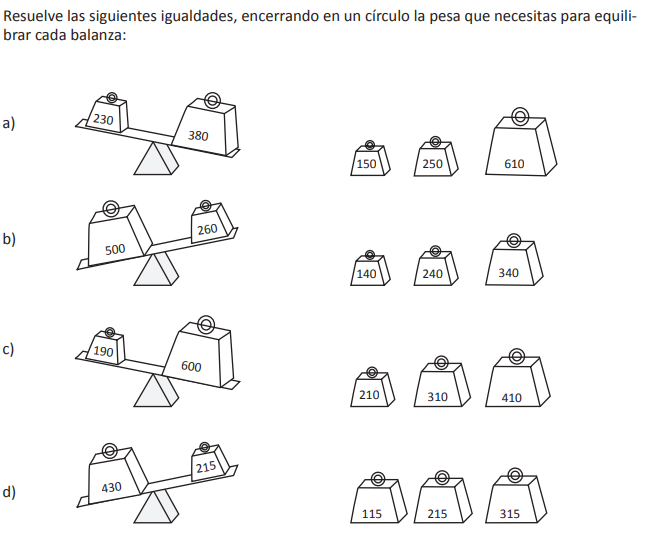 Resuelve las siguientes igualdades, encerrando en un círculo la pesa que necesitas para equili-
brar cada balanza:
a) 230 380 150 250 610
b) 500 260 140 240 340
c) 190 600 210 310 410
d) 430 215 115 215 315